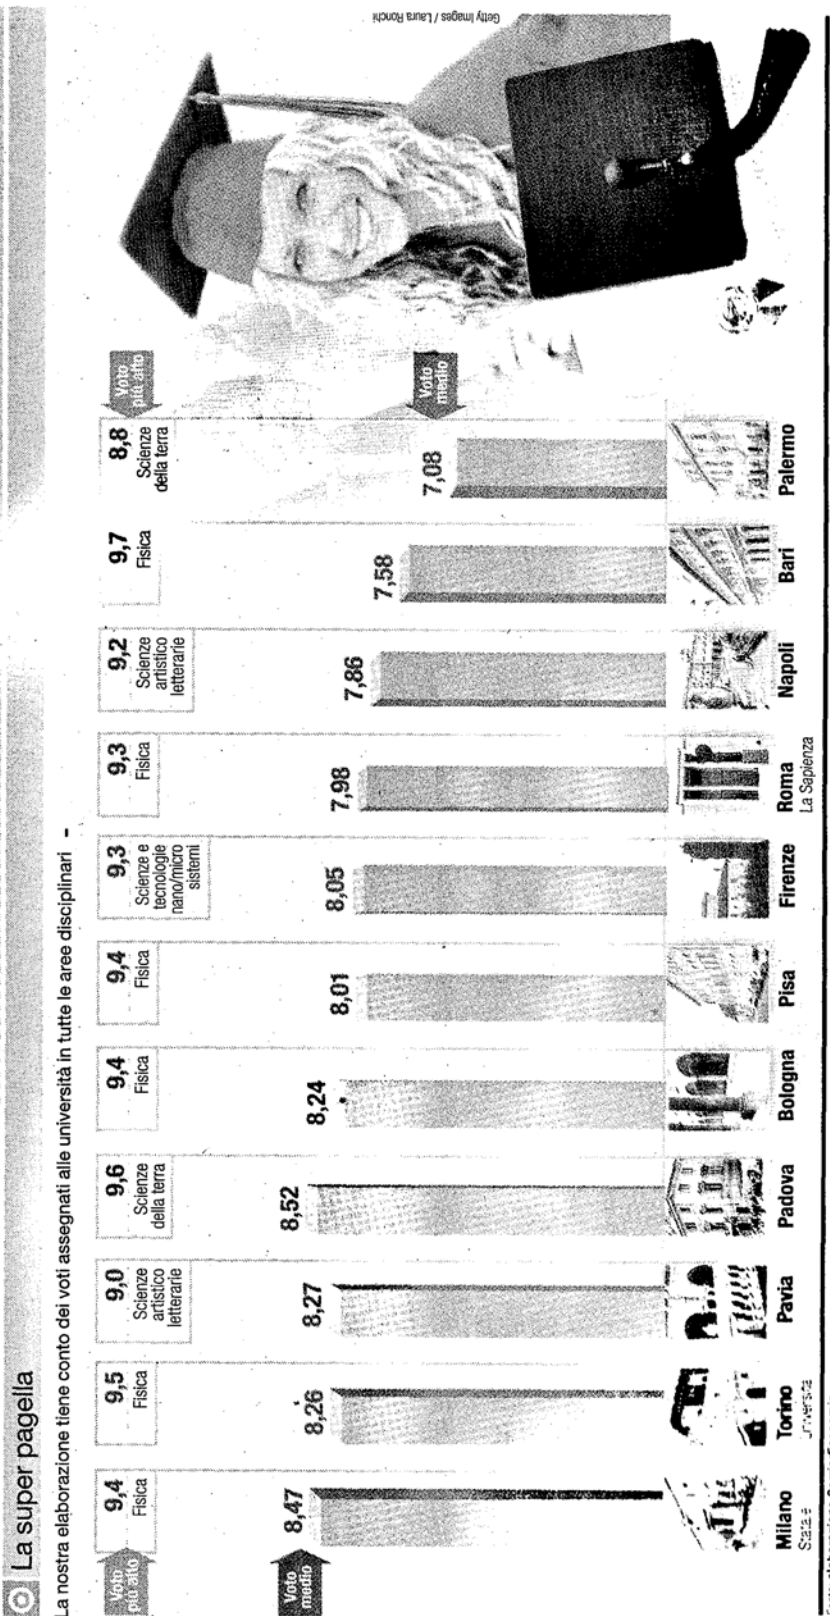 La super pagella
La nostra elaborazione tiene conto dei voti assegnati alle università in tutte le aree disciplinari
Voto
più alto
9,4
Fisica
9,5
Fisica
9,0
Scienze
artistico
letterarie
9,6
Scienze
della terra
9,4
Fisica
9,4
Fisica
9,3
Scienze e
tecnologie
nano/micro
sistemi
9,3
Fisica
9,2
Scienze
artistico
letterarie
9,7
Fisica
8,8
Scienze
della terra
Voto
più alto
Voto
medio
8,47
8,26
8,27
8,52
8,24
8,01
8,05
7,98
7,86
7,58
7,08
Voto
medio
Milano
Statale
Torino
Università
Pavia
Padova
Bologna
Pisa
Firenze
Roma
La Sapienza
Napoli
Bari
Palermo
Getty Images / Laura Ronchi